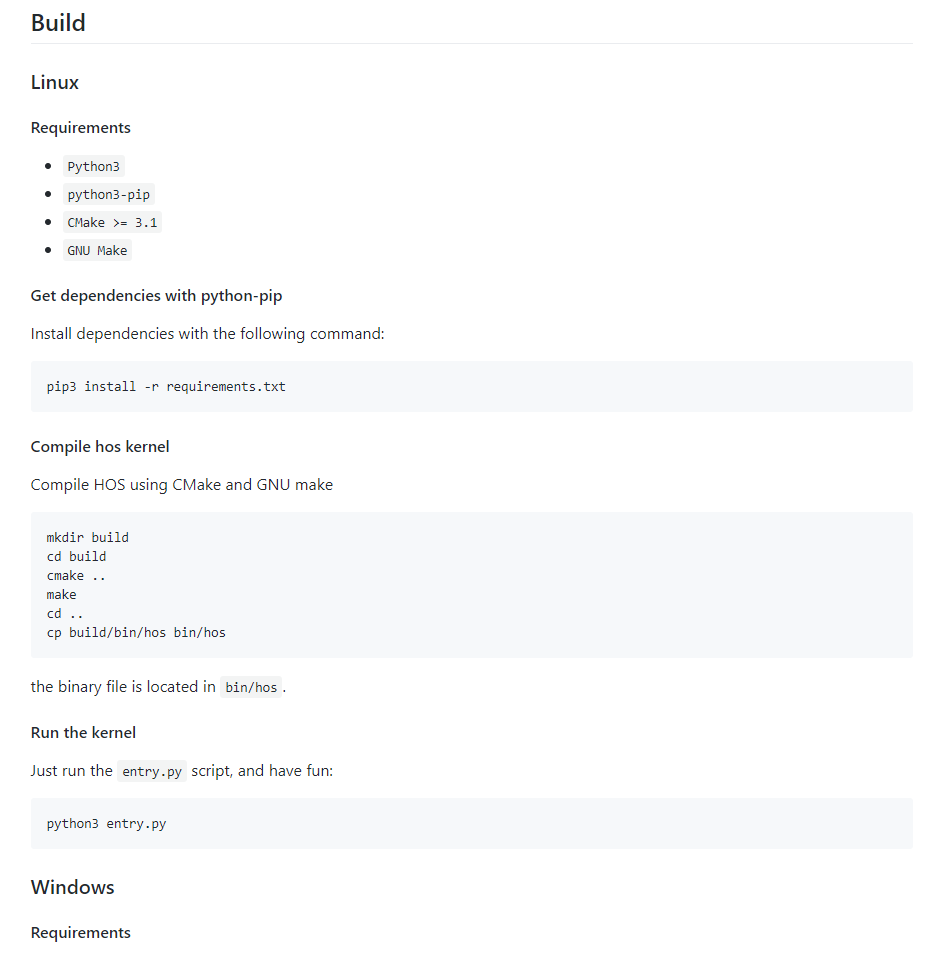 Build
Linux
Requirements
Python3
python3-pip
CMake >= 3.1
GNU Make
Get dependencies with python-pip
Install dependencies with the following command:
pip3 install -r requirements.txt
Compile hos kernel
Compile HOS using CMake and GNU make
mkdir build
cd build
cmake ..
make
cd ..
cp build/bin/hos bin/hos
the binary file is located in bin/hos.
Run the kernel
Just run the entry.py script, and have fun:
python3 entry.py
Windows
Requirements